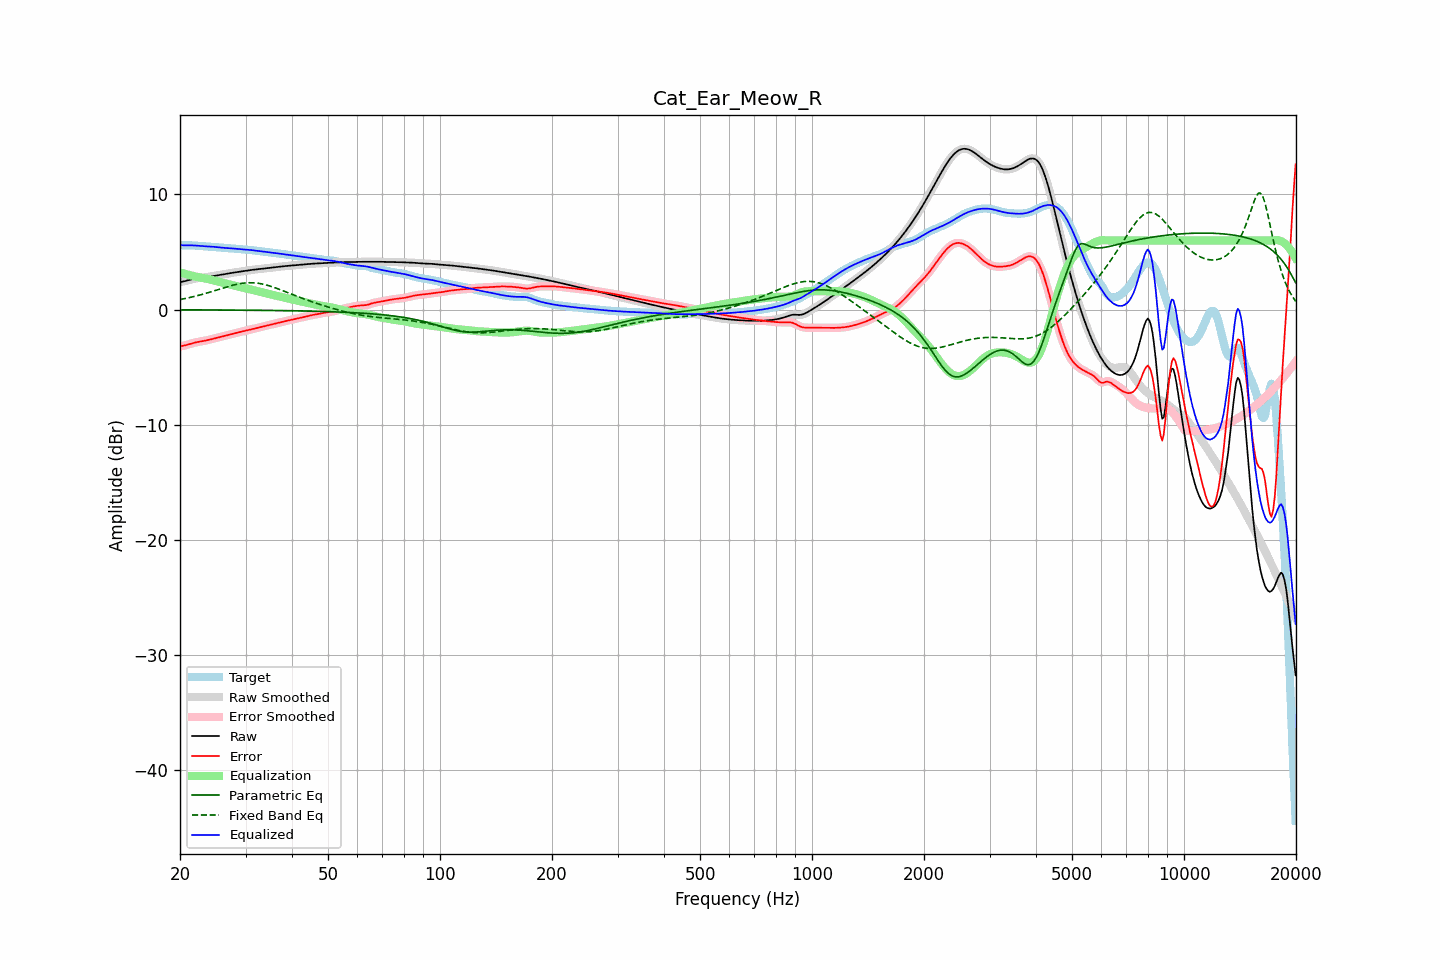 Cat_Ear_Meow_R
Amplitude (dBr)
10
0
−10
−20
−30
−40
Target
Raw Smoothed
Error Smoothed
Raw
Error
Equalization
Parametric Eq
Fixed Band Eq
Equalized
20 50 100 200 500 1000 2000 5000 10000 20000
Frequency (Hz)